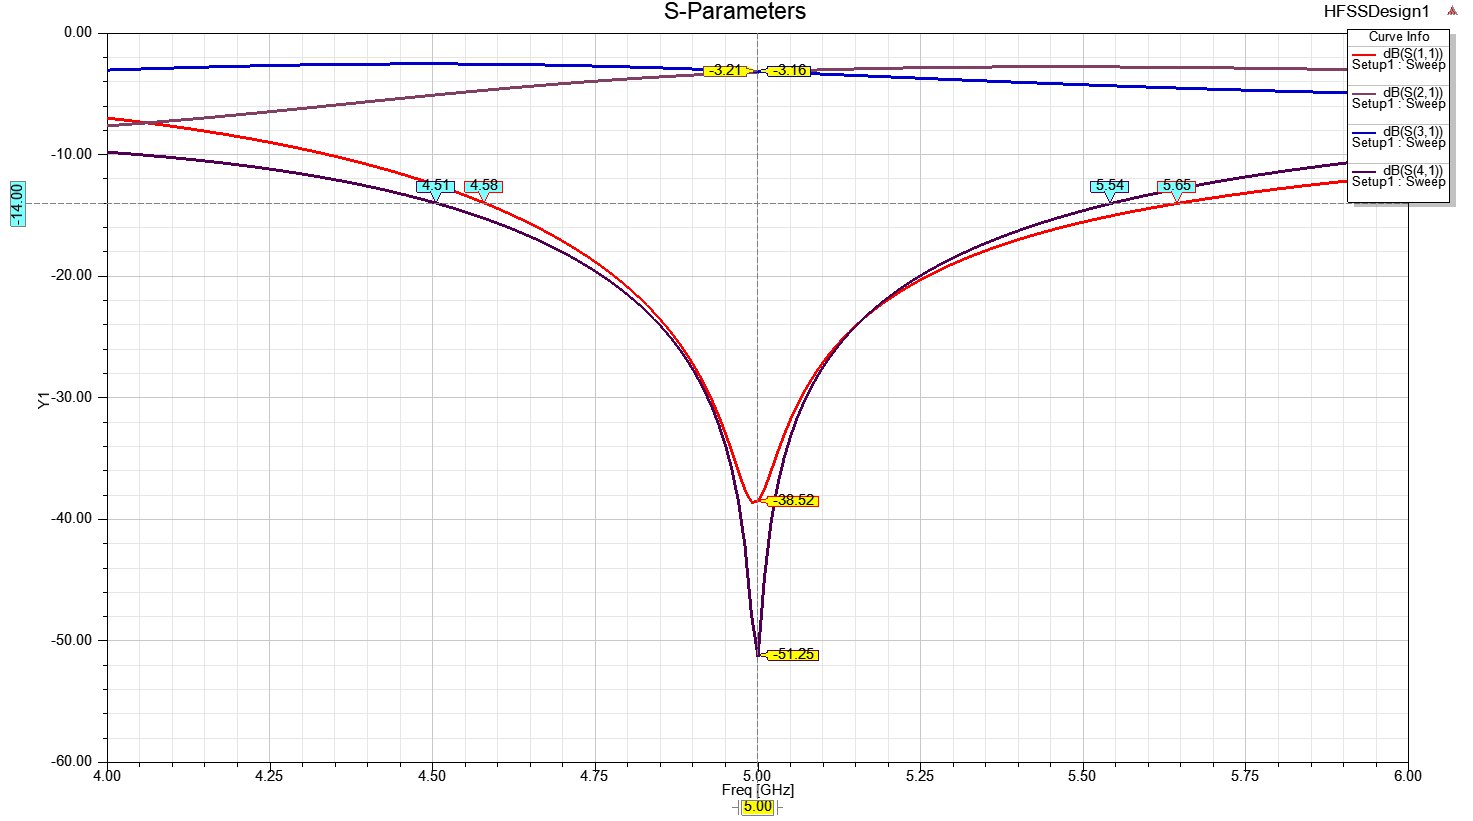 S-Parameters
HFSSDesign1
Curve Info
dB(S(1,1))
Setup1 : Sweep
dB(S(2,1))
Setup1 : Sweep
dB(S(3,1))
Setup1 : Sweep
dB(S(4,1))
Setup1 : Sweep
0.00
-10.00
-20.00
-30.00
-40.00
-50.00
-60.00
Y1
-14.00
-3.21
-3.16
4.51
4.58
5.54
5.65
-38.52
-51.25
4.00
4.25
4.50
4.75
5.00
5.25
5.50
5.75
6.00
Freq [GHz]
5.00